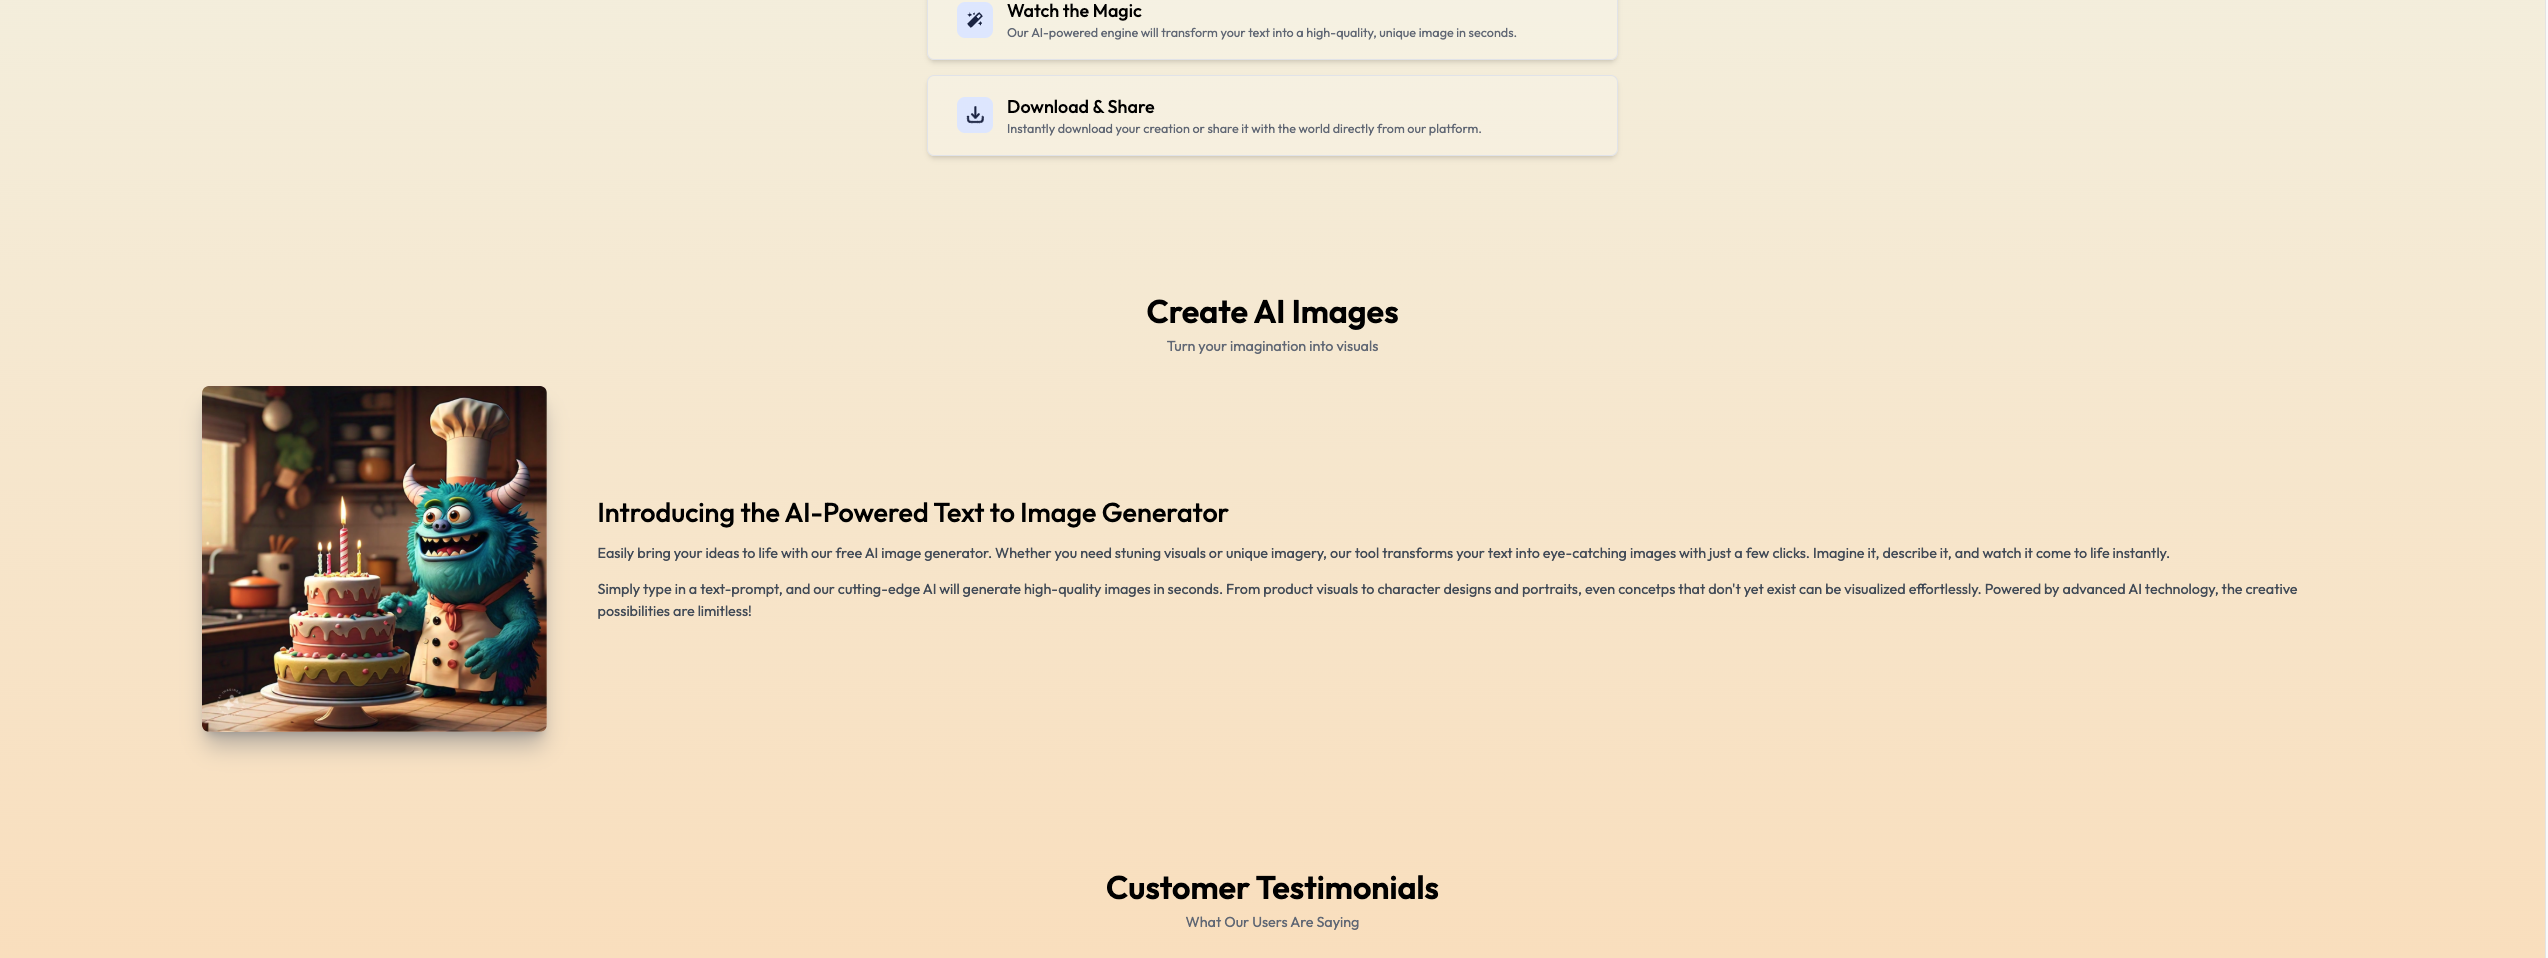 Watch the Magic
Our AI-powered engine will transform your text into a high-quality, unique image in seconds.
Download & Share
Instantly download your creation or share it with the world directly from our platform.
Create AI Images
Turn your imagination into visuals
Introducing the AI-Powered Text to Image Generator
Easily bring your ideas to life with our free AI image generator. Whether you need stuning visuals or unique imagery, our tool transforms your text into eye-catching images with just a few clicks. Imagine it, describe it, and watch it come to life instantly.
Simply type in a text-prompt, and our cutting-edge AI will generate high-quality images in seconds. From product visuals to character designs and portraits, even concetps that don't yet exist can be visualized effortlessly. Powered by advanced AI technology, the creative
possibilities are limitless!
Customer Testimonials
What Our Users Are Saying